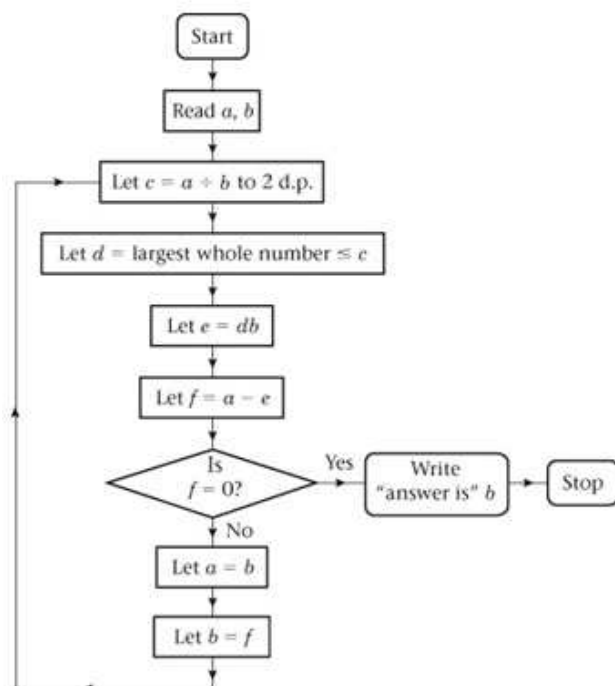 Start
Read a, b
Let c = a ÷ b to 2 d.p.
Let d = largest whole number ≤ c
Let e = db
Let f = a − e
Is
f = 0?
Yes
Write
“answer is” b
Stop
No
Let a = b
Let b = f